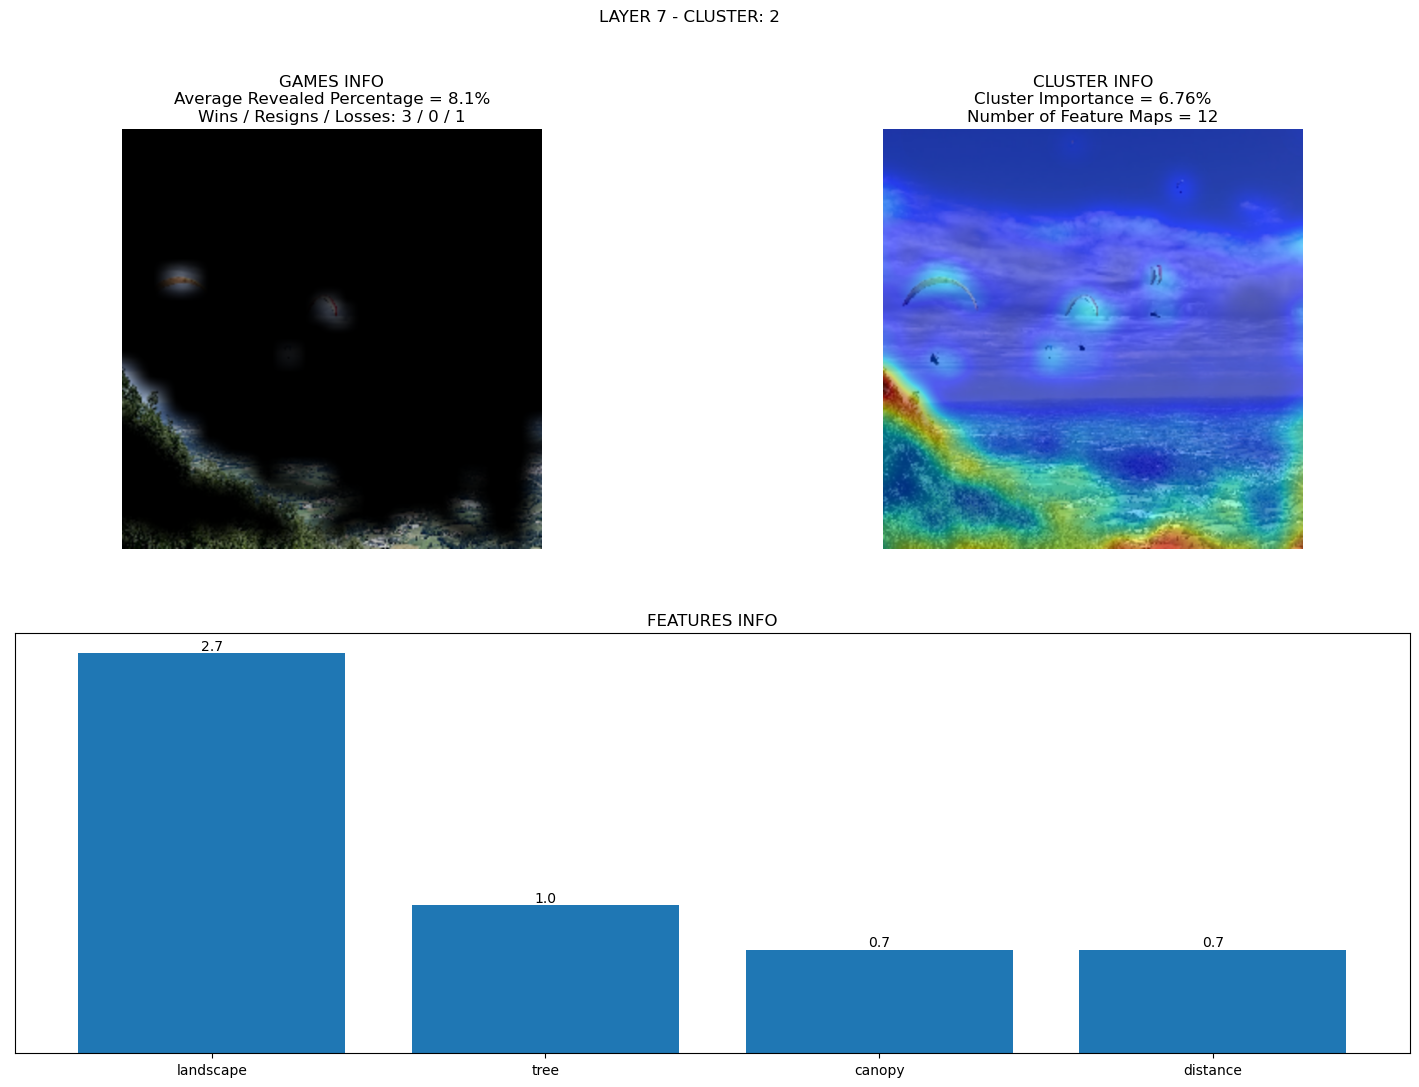 LAYER 7 - CLUSTER: 2
GAMES INFO
Average Revealed Percentage = 8.1%
Wins / Resigns / Losses: 3 / 0 / 1
CLUSTER INFO
Cluster Importance = 6.76%
Number of Feature Maps = 12
FEATURES INFO
2.7
1.0
0.7
0.7
landscape
tree
canopy
distance